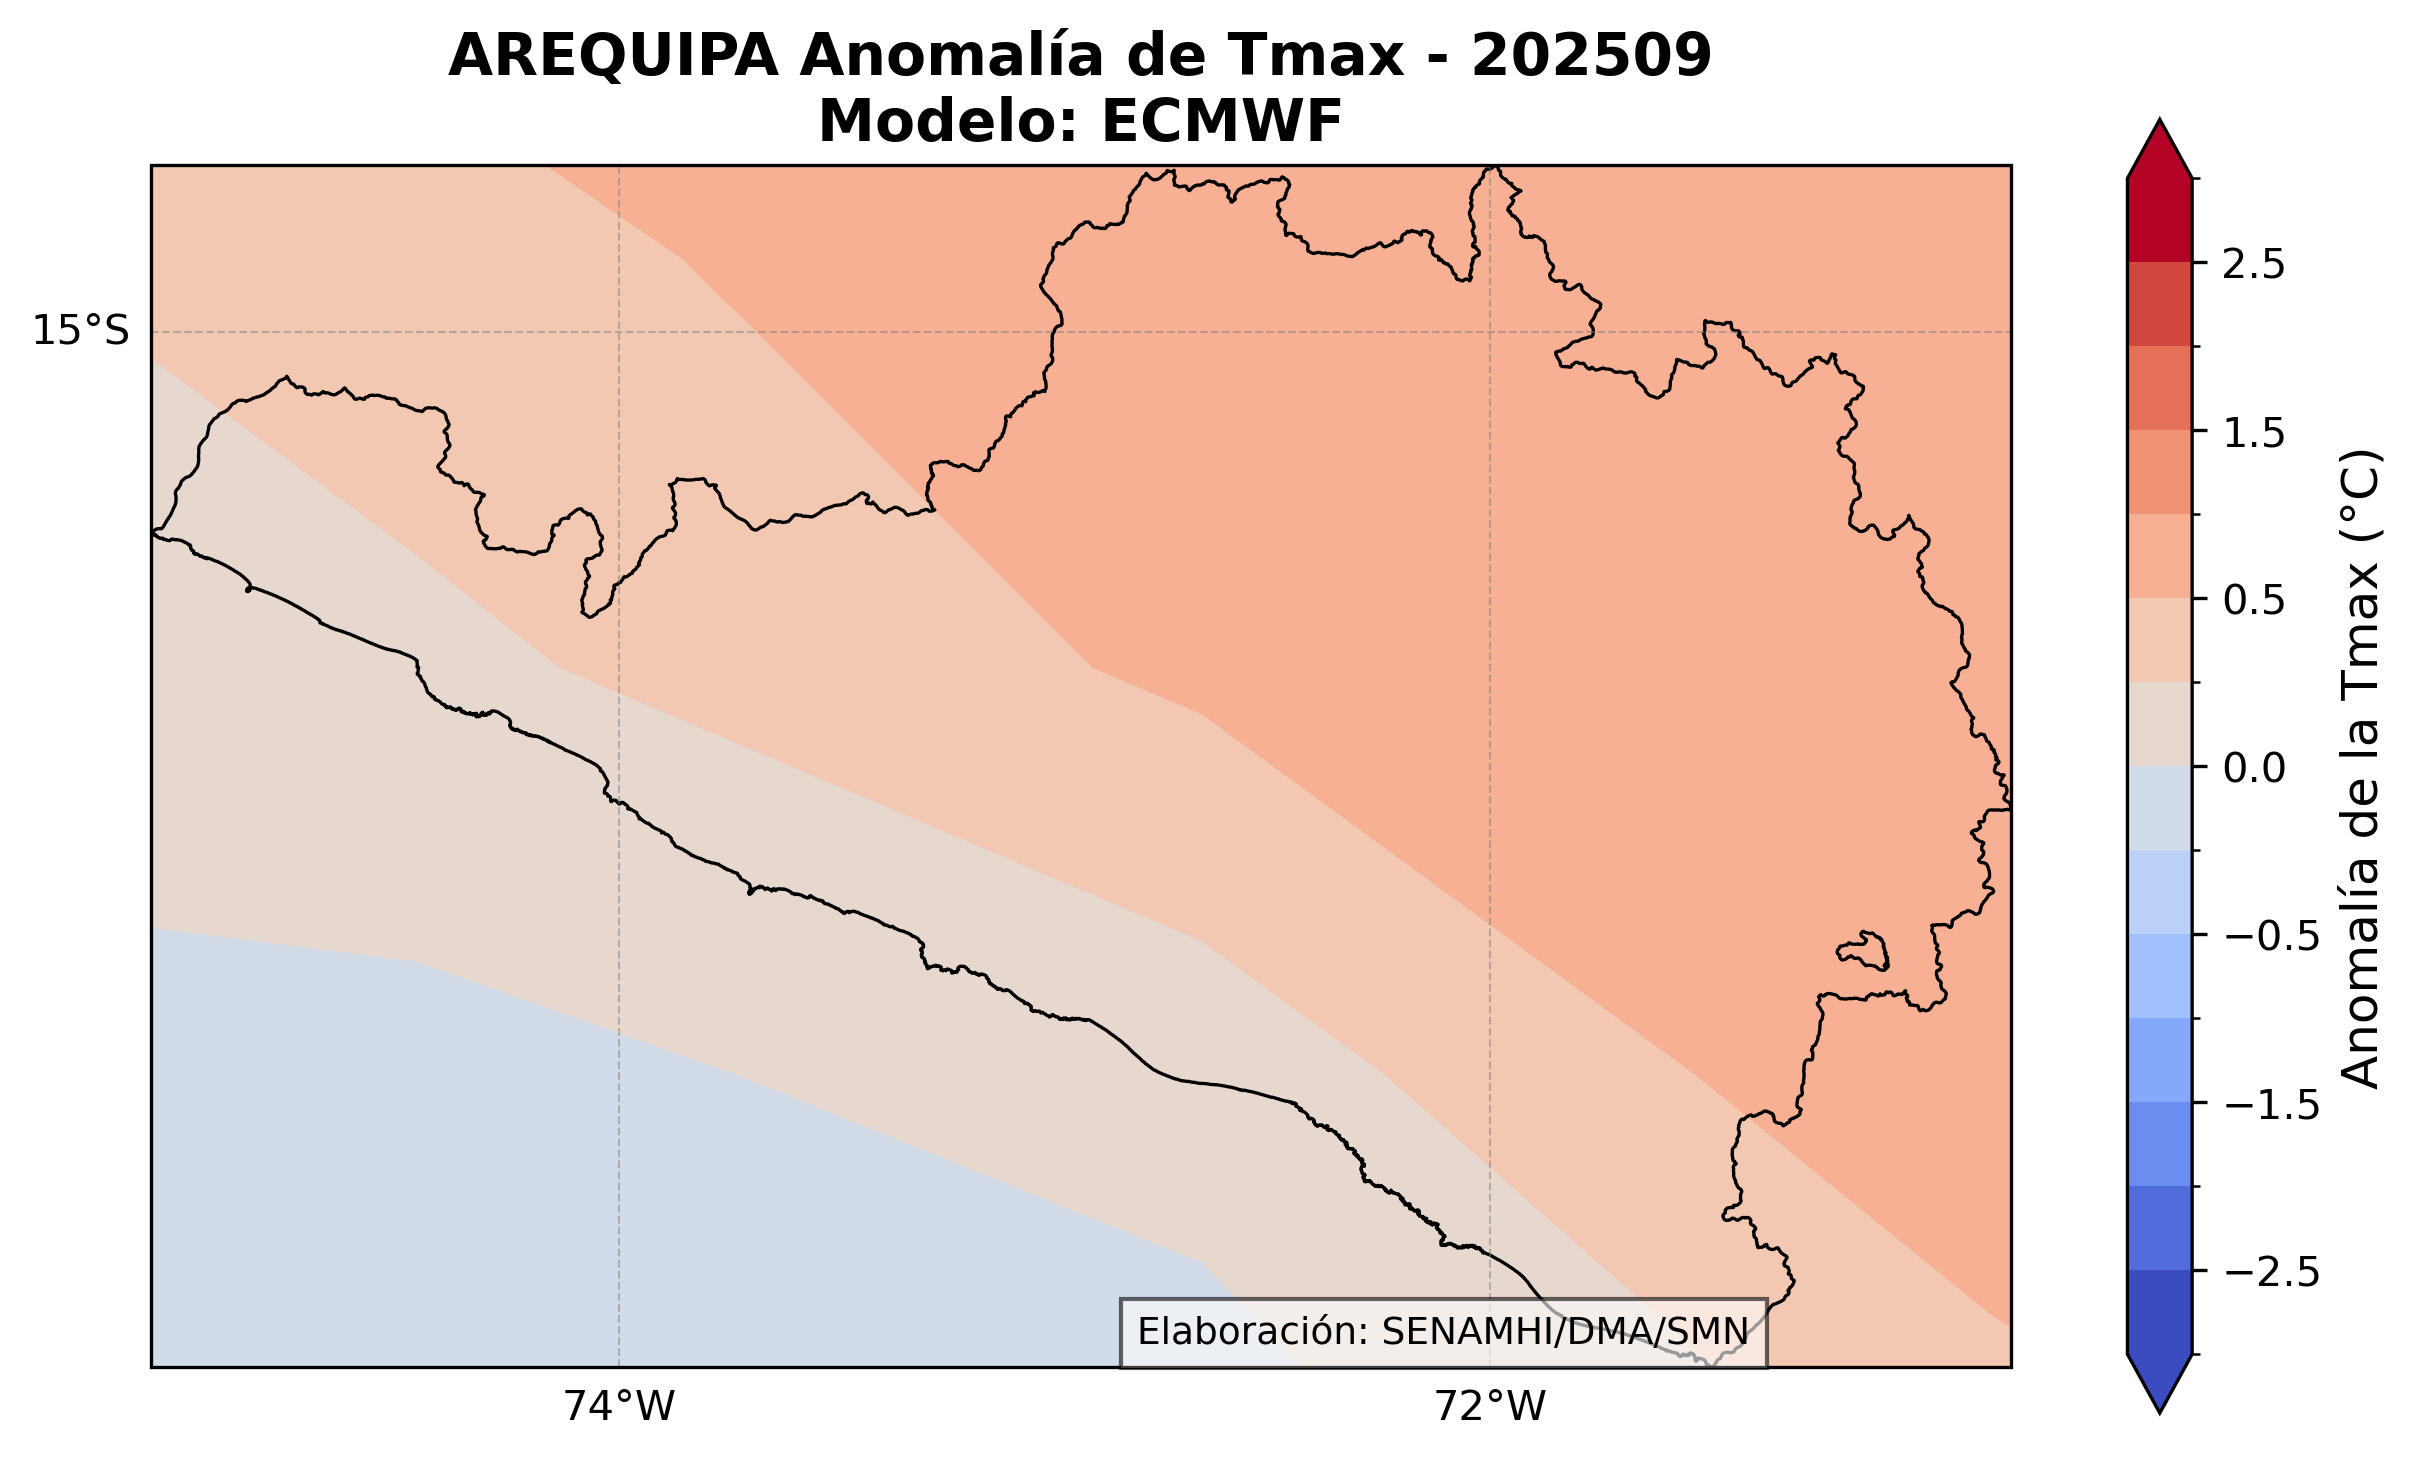 AREQUIPA Anomalía de Tmax - 202509
Modelo: ECMWF
15°S
74°W
72°W
Elaboración: SENAMHI/DMA/SMN
2.5
1.5
0.5
0.0
−0.5
−1.5
−2.5
Anomalía de la Tmax (°C)